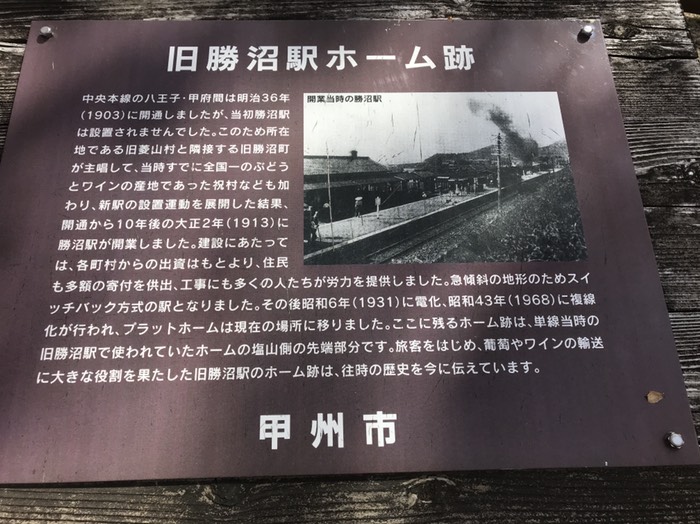 旧勝沼駅ホーム跡
中央本線の八王子・甲府間は明治36年
(1903)に開通しましたが、当初勝沼駅
は設置されませんでした。このため所在
地である旧菱山村と隣接する旧勝沼町
が主唱して、当時すでに全国一のぶどう
とワインの産地であった祝村なども加
わり、新駅の設置運動を展開した結果、
開通から10年後の大正2年(1913)に
勝沼駅が開業しました。建設にあたって
は、各町村からの出資はもとより、住民
も多額の寄付を供出、工事にも多くの人たちが労力を提供しました。急傾斜の地形のためスイ
ッチバック方式の駅となりました。その後昭和6年(1931)に電化、昭和43年(1968)に複線
化が行われ、プラットホームは現在の場所に移りました。ここに残るホーム跡は、単線当時の
旧勝沼駅で使われていたホームの塩山側の先端部分です。旅客をはじめ、葡萄やワインの輸送
に大きな役割を果たした旧勝沼駅のホーム跡は、往時の歴史を今に伝えています。
開業当時の勝沼駅
甲州市